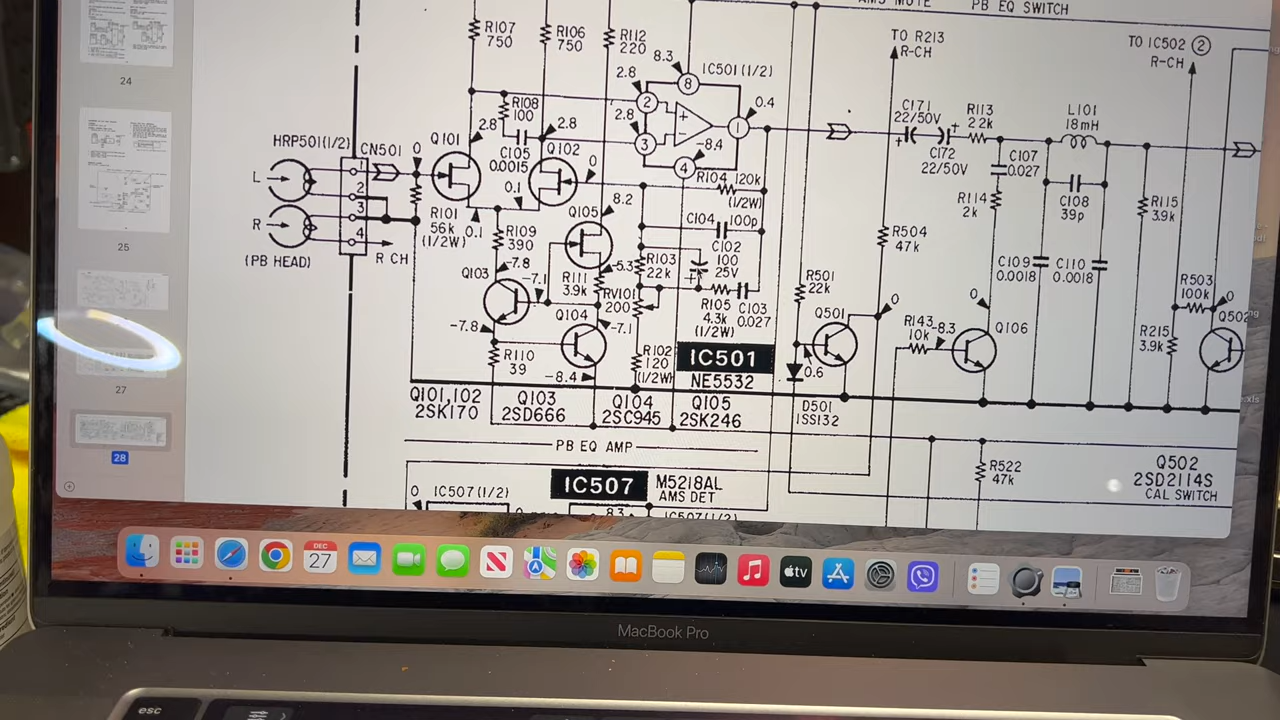 AMS MUTE PB EQ SWITCH
R107
750
R106
750
R112
220
TO R213
R-CH
TO IC502 ②
R-CH
24
8.3
8
IC501 (1/2)
2.8
2
0.4
1
2.8
3
-8.4
4
R108
100
2.8
2.8
C105
0.0015
Q101
Q102
0
HRP501(1/2)
CN501
0
L
R
1
2
3
4
(PB HEAD)
R CH
R101
56k
(1/2W)
0.1
0.1
R109
390
-7.8
Q103
-7.1
-7.8
R110
39
Q105
8.2
-5.3
R111
3.9k
RV101
200
Q104
-7.1
-8.4
R104 120k
(1/2W)
C104 100p
C102
100
25V
R103
22k
R105
4.3k
(1/2W)
C103
0.027
R102
120
(1/2W)
IC501
NE5532
C171
22/50V
R113
2.2k
C172
22/50V
L101
18mH
C107
0.027
C108
39p
R114
2k
R115
3.9k
R504
47k
C109
0.0018
C110
0.0018
R503
100k
R501
22k
0
0
0
Q501
R143
10k
-8.3
Q106
R215
3.9k
Q502
0.6
D501
1SS132
Q101,102
2SK170
Q103
2SD666
Q104
2SC945
Q105
2SK246
PB EQ AMP
25
27
28
R522
47k
Q502
2SD2114S
CAL SWITCH
0
IC507 (1/2)
IC507
M5218AL
AMS DET
8.3
IC507(1/2)
.xls
DEC
27
tv
MacBook Pro
esc